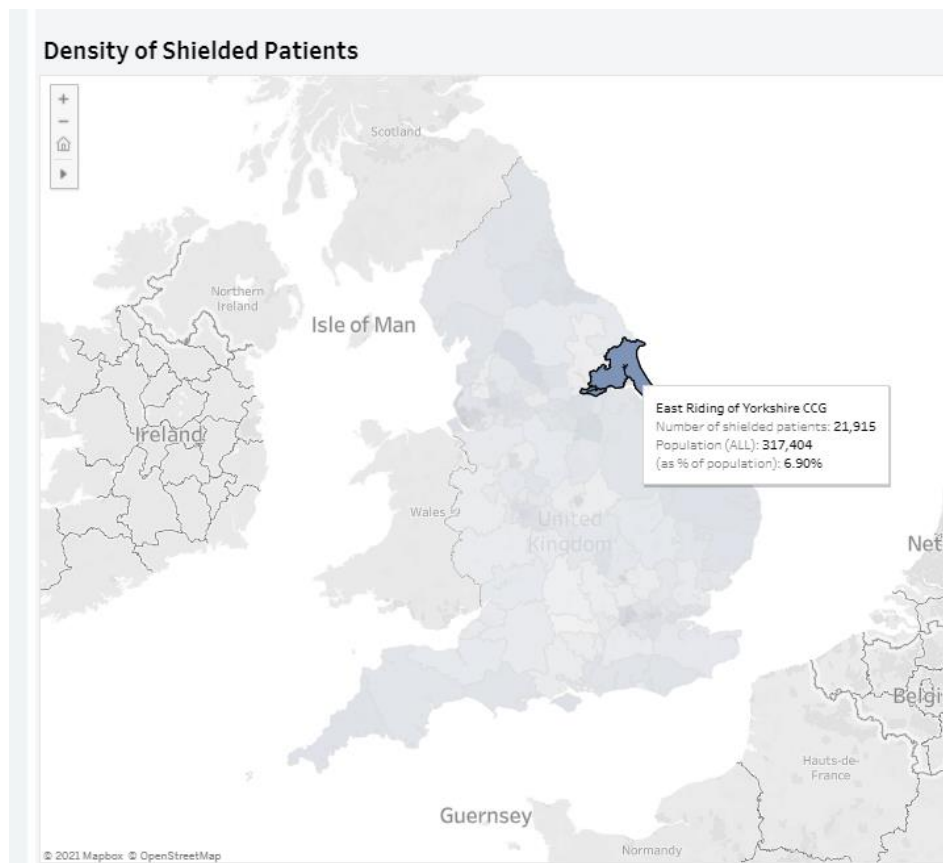 Density of Shielded Patients
Scotland
Northern
Ireland
Isle of Man
East Riding of Yorkshire CCG
Number of shielded patients: 21,915
Population (ALL): 317,404
(as % of population): 6.90%
Ireland
Wales
United
Kingdom
Net
Belgi
Hauts-de-
France
Guernsey
Normandy
© 2021 Mapbox © OpenStreetMap